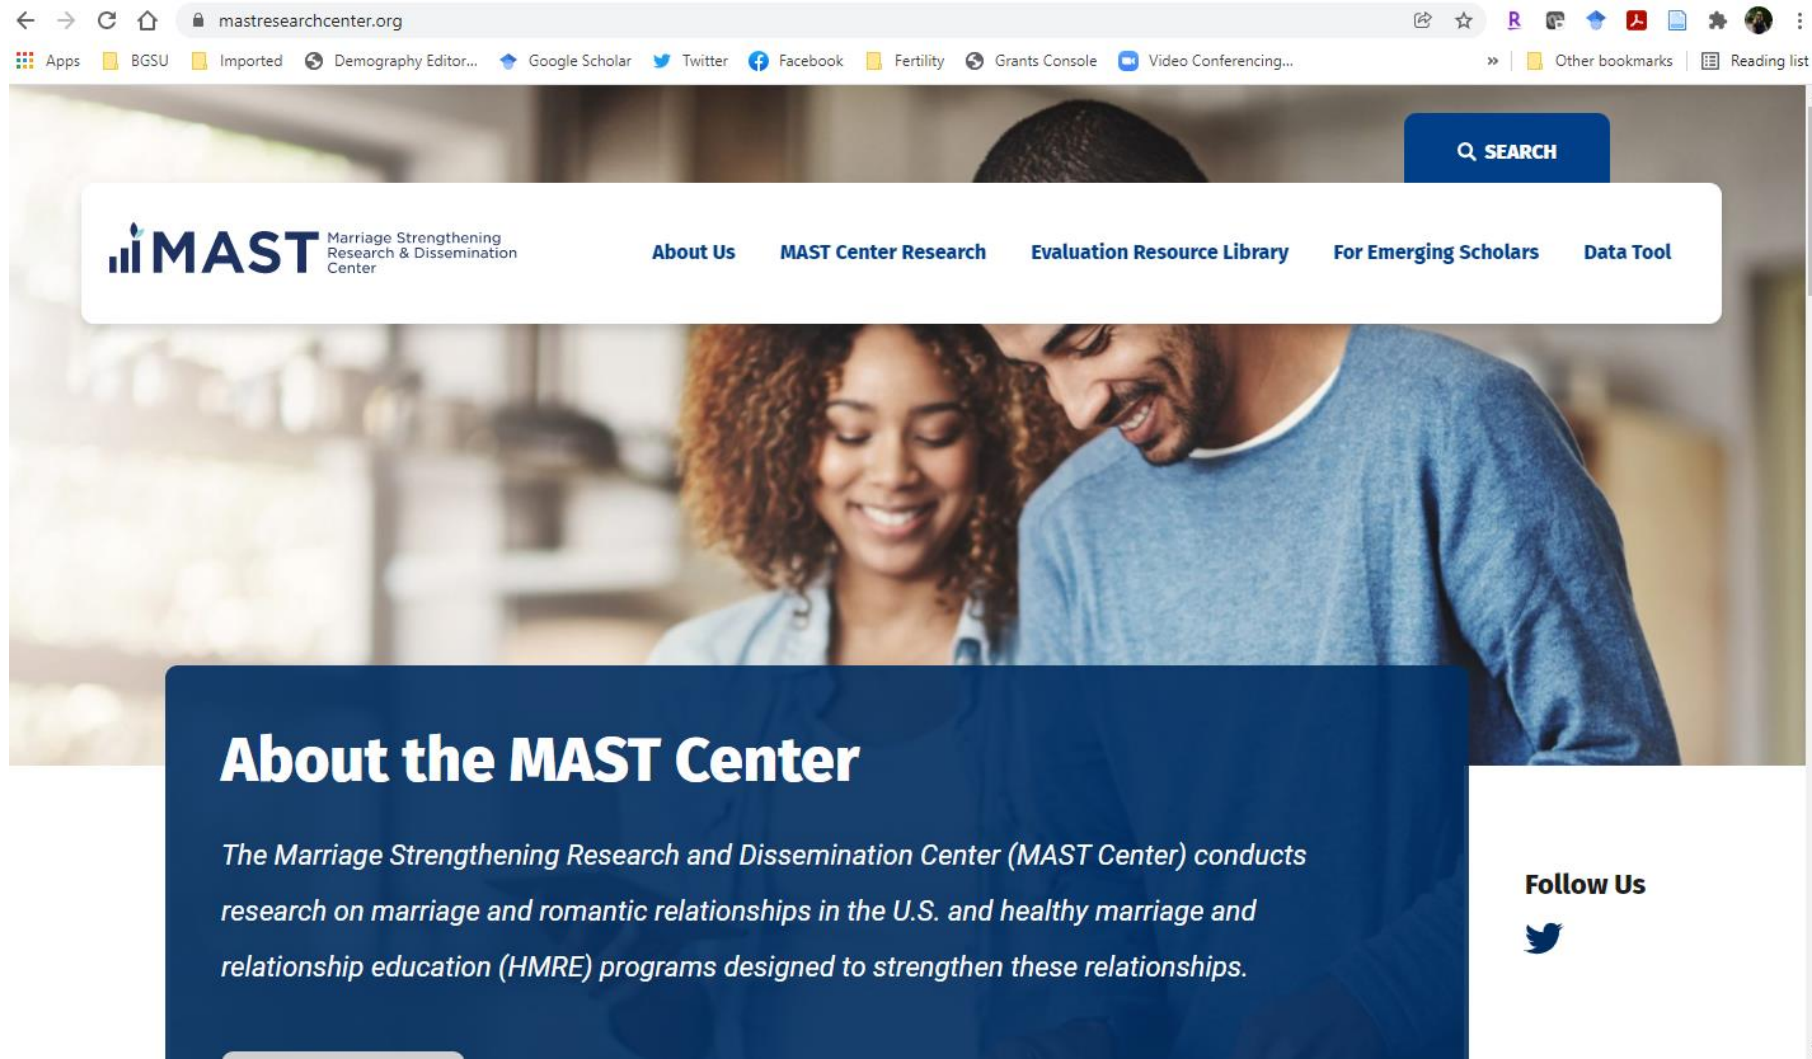 mastresearchcenter.org
Apps BGSU Imported Demography Editor... Google Scholar Twitter Facebook Fertility Grants Console Video Conferencing... » Other bookmarks Reading list
SEARCH
MAST
Marriage Strengthening
Research & Dissemination
Center
About Us MAST Center Research Evaluation Resource Library For Emerging Scholars Data Tool
About the MAST Center
The Marriage Strengthening Research and Dissemination Center (MAST Center) conducts
research on marriage and romantic relationships in the U.S. and healthy marriage and
relationship education (HMRE) programs designed to strengthen these relationships.
Follow Us